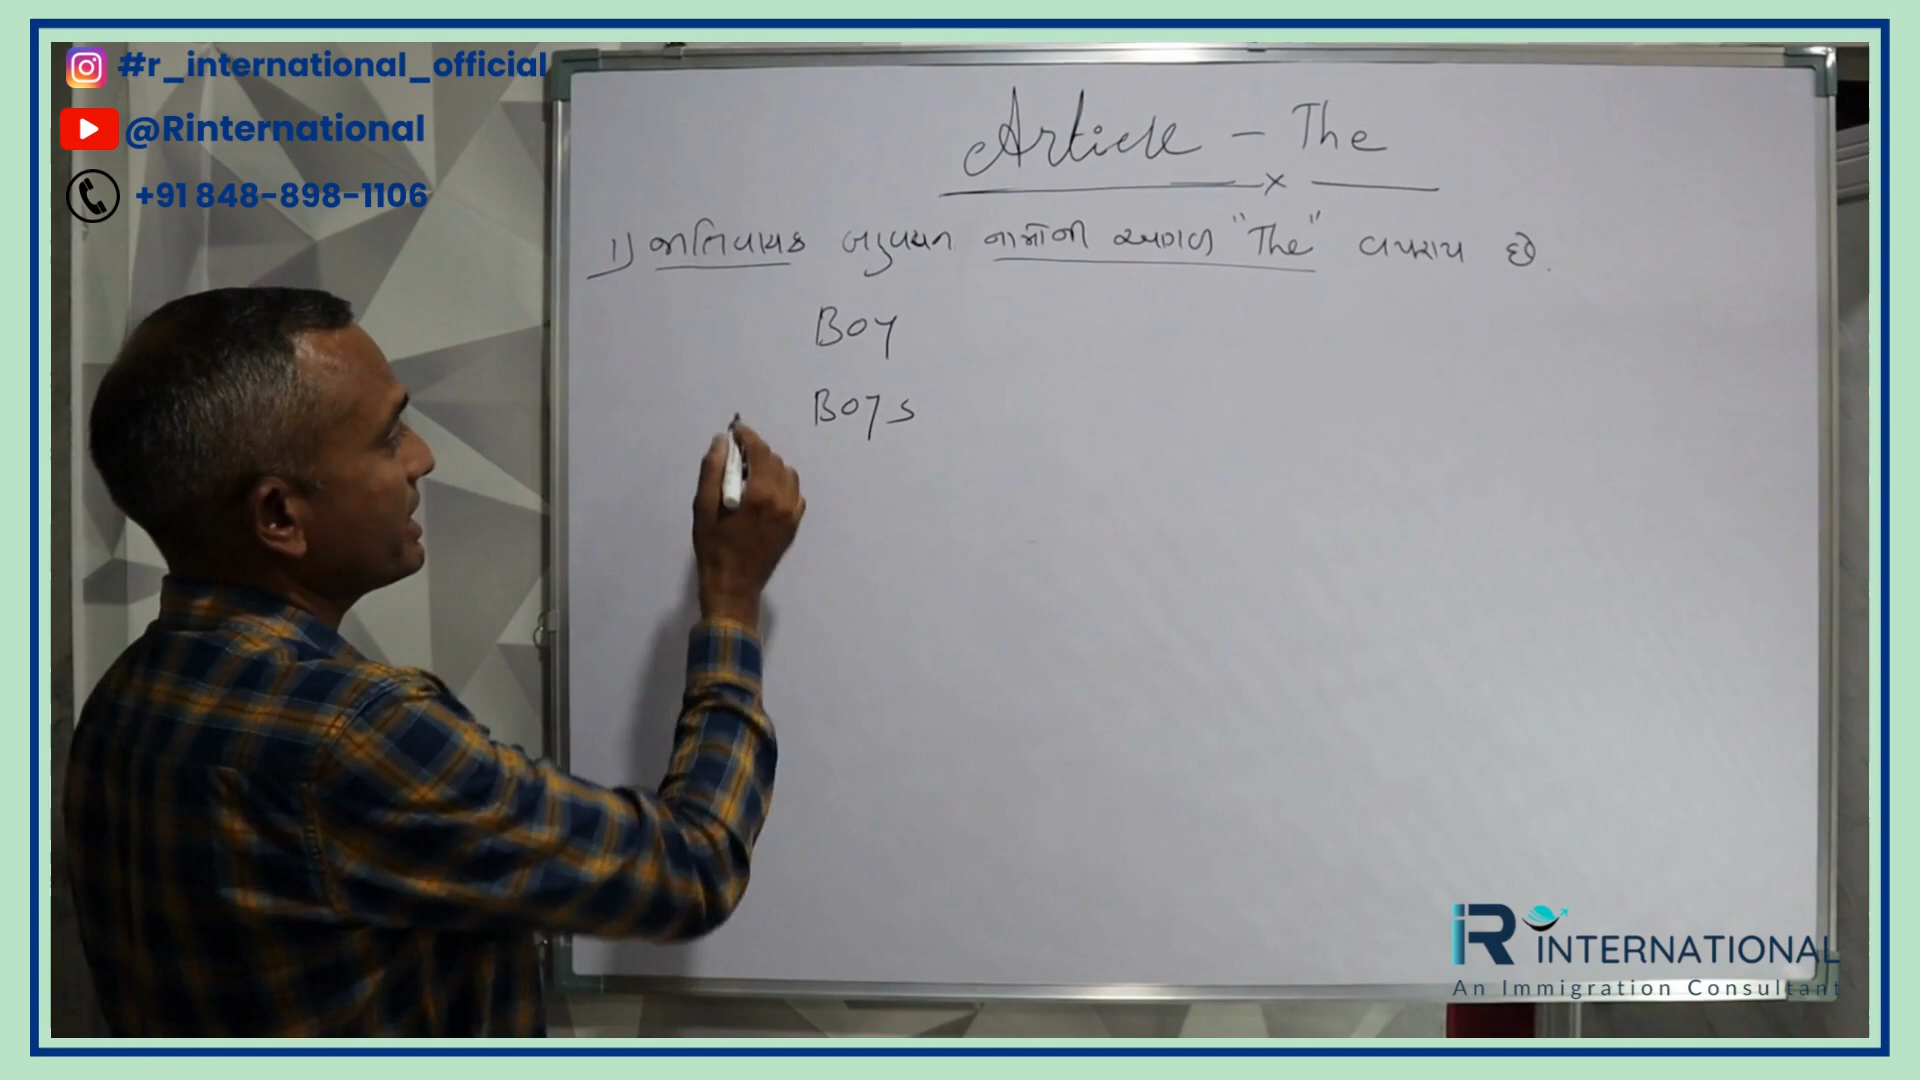 #r_international_official
@Rinternational
+91 848-898-1106
Article - The
1) જાતિવાચક બહુવચન નામોની આગળ "The" વપરાય છે.
Boy
Boys
iR INTERNATIONAL
An Immigration Consultant